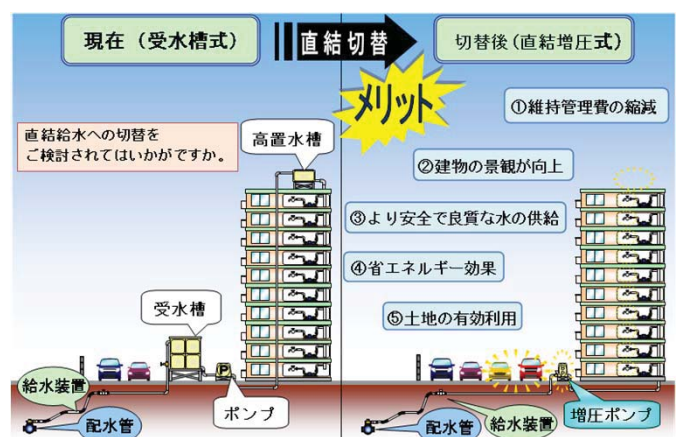 現在（受水槽式）
直結切替
切替後（直結増圧式）
メリット
①維持管理費の縮減
直結給水への切替を
ご検討されてはいかがですか。
高置水槽
②建物の景観が向上
③より安全で良質な水の供給
④省エネルギー効果
受水槽
⑤土地の有効利用
P
給水装置
ポンプ
配水管
給水装置
増圧ポンプ
配水管